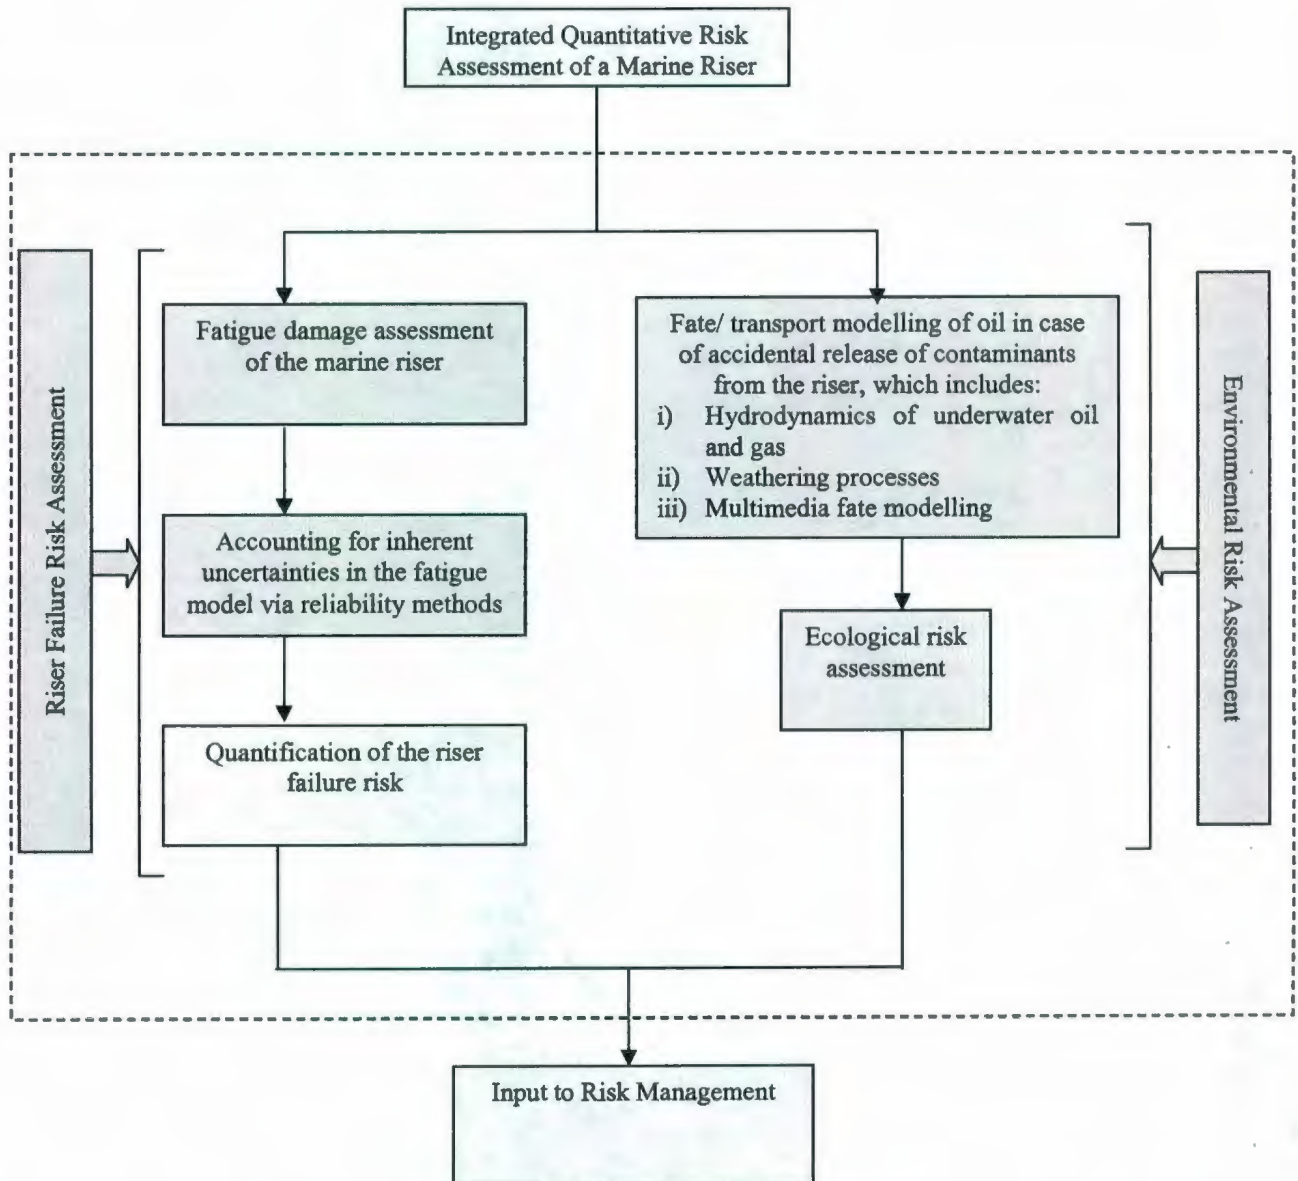 Integrated Quantitative Risk
Assessment of a Marine Riser
Riser Failure Risk Assessment
Fatigue damage assessment
of the marine riser
Accounting for inherent
uncertainties in the fatigue
model via reliability methods
Quantification of the riser
failure risk
Fate/ transport modelling of oil in case
of accidental release of contaminants
from the riser, which includes:
i) Hydrodynamics of underwater oil
and gas
ii) Weathering processes
iii) Multimedia fate modelling
Ecological risk
assessment
Environmental Risk Assessment
Input to Risk Management